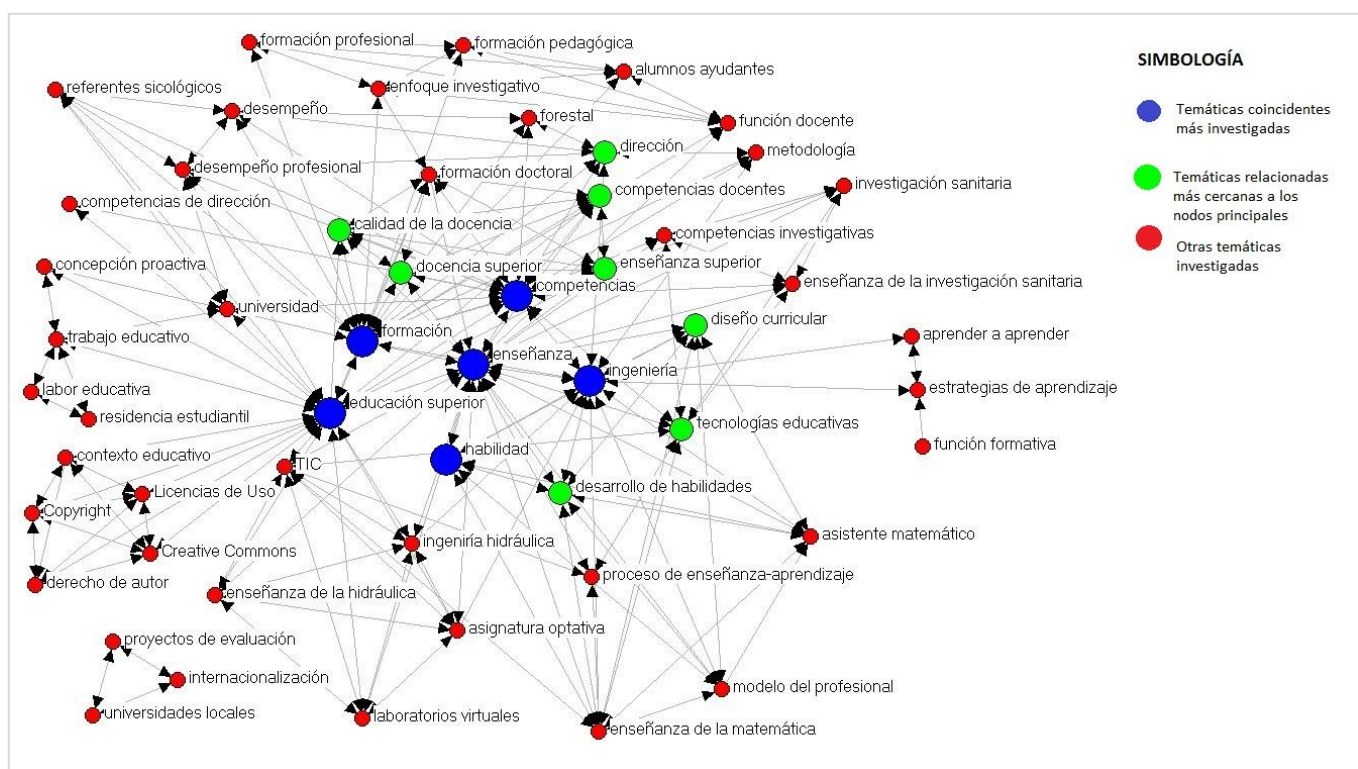 formación profesional
formación pedagógica
alumnos ayudantes
referentes sicológicos
enfoque investigativo
desempeño
forestal
función docente
dirección
metodología
desempeño profesional
formación doctoral
competencias docentes
investigación sanitaria
competencias de dirección
calidad de la docencia
competencias investigativas
concepción proactiva
docencia superior
enseñanza superior
competencias
enseñanza de la investigación sanitaria
universidad
formación
diseño curricular
trabajo educativo
enseñanza
ingeniería
aprender a aprender
labor educativa
residencia estudiantil
educación superior
estrategias de aprendizaje
tecnologías educativas
función formativa
contexto educativo
TIC
habilidad
Licencias de Uso
desarrollo de habilidades
Copyright
Creative Commons
ingeniría hidráulica
asistente matemático
derecho de autor
enseñanza de la hidráulica
proceso de enseñanza-aprendizaje
proyectos de evaluación
asignatura optativa
internacionalización
modelo del profesional
universidades locales
laboratorios virtuales
enseñanza de la matemática
SIMBOLOGÍA
Temáticas coincidentes
más investigadas
Temáticas relacionadas
más cercanas a los
nodos principales
Otras temáticas
investigadas